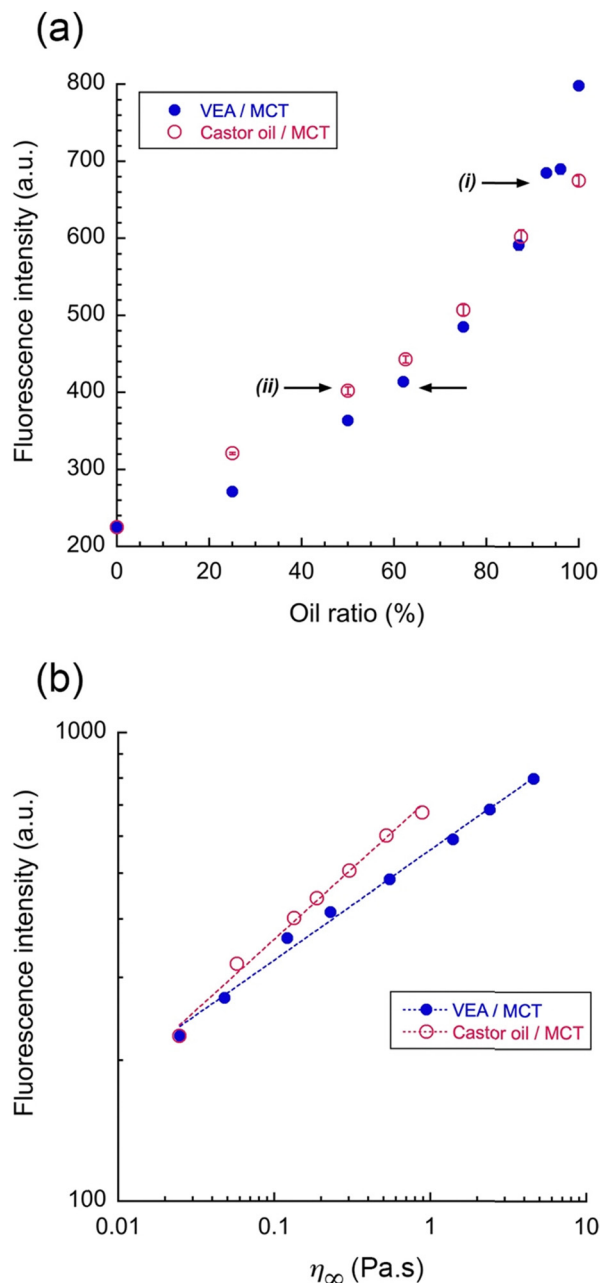 (a)
800
700
600
500
400
300
200
Fluorescence intensity (a.u.)
VEA / MCT
Castor oil / MCT
(i)
(ii)
0 20 40 60 80 100
Oil ratio (%)
(b)
1000
100
Fluorescence intensity (a.u.)
VEA / MCT
Castor oil / MCT
0.01 0.1 1 10
η∞ (Pa.s)